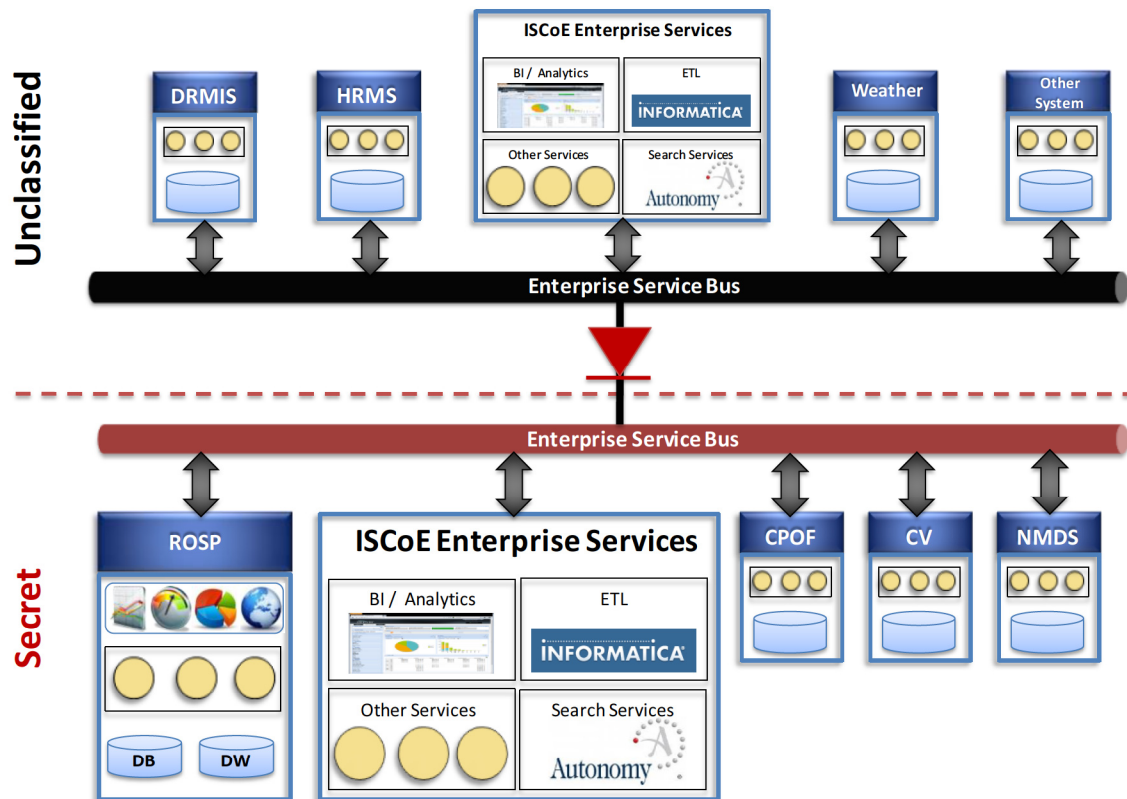 Unclassified
ISCoE Enterprise Services
BI / Analytics
ETL
INFORMATICA
Other Services
Search Services
Autonomy
DRMIS
HRMS
Weather
Other
System
Enterprise Service Bus
Enterprise Service Bus
Secret
ROSP
DB
DW
ISCoE Enterprise Services
BI / Analytics
ETL
INFORMATICA
Other Services
Search Services
Autonomy
CPOF
CV
NMDS